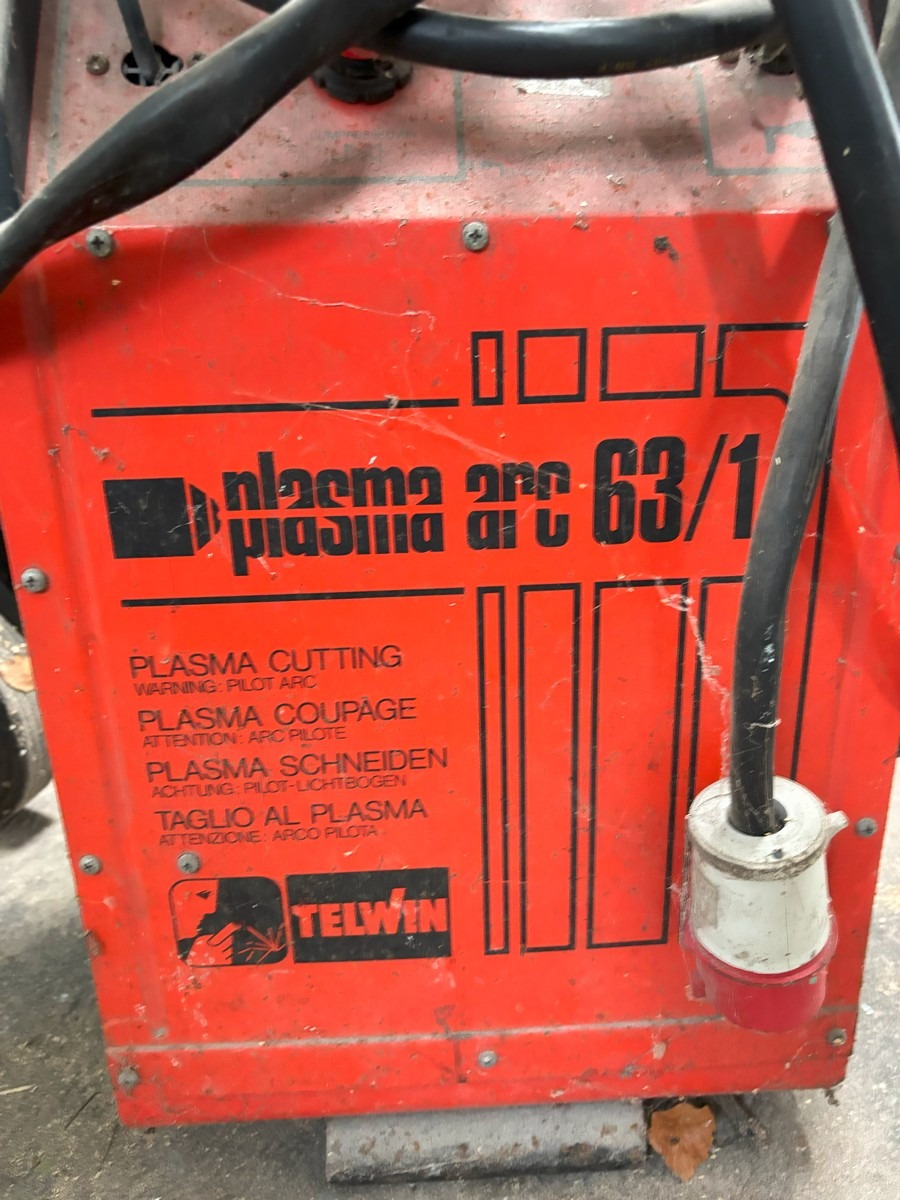 plasma arc 63/1
PLASMA CUTTING
WARNING: PILOT ARC
PLASMA COUPAGE
ATTENTION: ARC PILOTE
PLASMA SCHNEIDEN
ACHTUNG: PILOT-LICHTBOGEN
TAGLIO AL PLASMA
ATTENZIONE: ARCO PILOTA
TELWIN